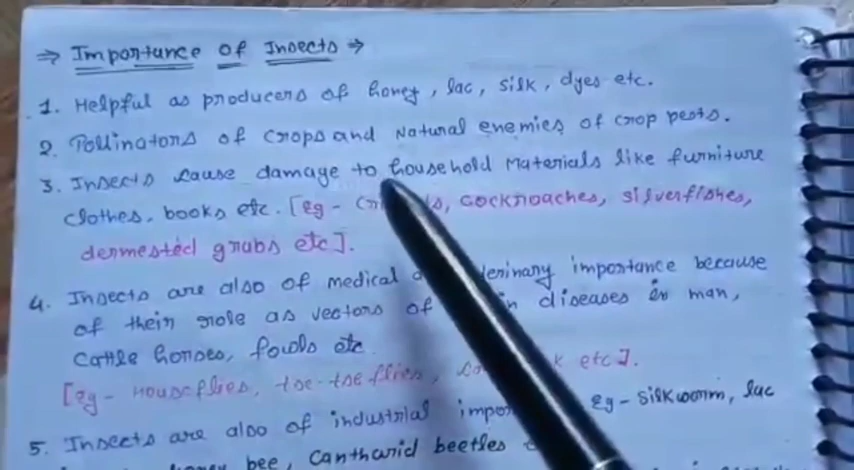 ⇒ Importance of Insects ⇒
1. Helpful as producers of honey, lac, silk, dyes etc.
2. Pollinators of crops and Natural enemies of crop pests.
3. Insects cause damage to household Materials like furniture
clothes, books etc. [eg - cockroaches, silverfishes,
dermested grubs etc].
4. Insects are also of medical importance because
of their role as vectors of diseases in man,
cattle horses, fowls etc
[eg - Houseflies, tse-tse flies, etc].
5. Insects are also of industrial eg - silkworm, lac
bee, cantharid beetles